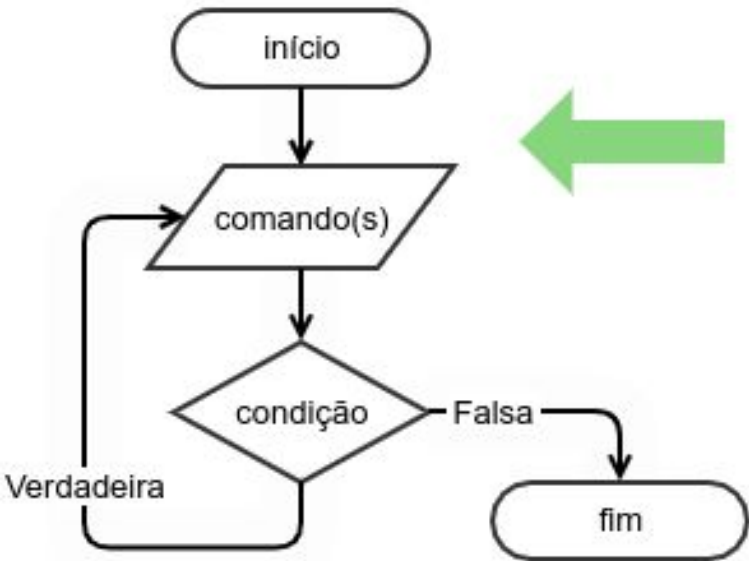 início
comando(s)
condição
Falsa
Verdadeira
fim